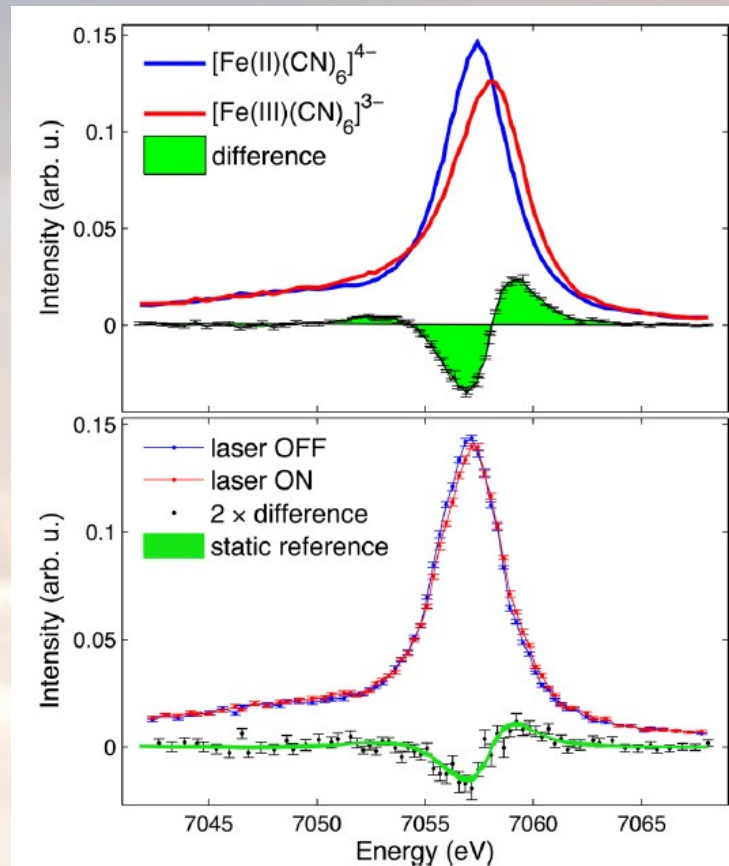 0.15
[Fe(II)(CN)₆]⁴⁻
[Fe(III)(CN)₆]³⁻
difference
0.1
0.05
0
Intensity (arb. u.)
0.15
laser OFF
laser ON
2 × difference
static reference
0.1
0.05
0
Intensity (arb. u.)
7045 7050 7055 7060 7065
Energy (eV)